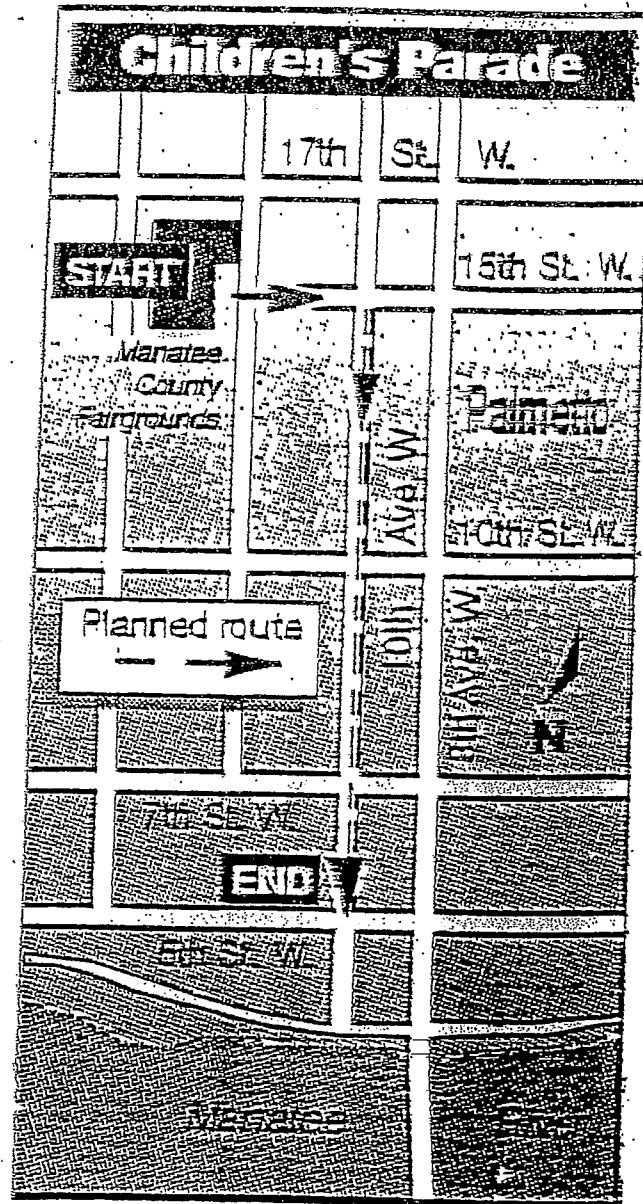 Children's Parade
17th St. W.
START
15th St. W.
Manatee
County
Fairgrounds
Palmetto
10th Ave. W.
10th St. W.
Planned route
8th Ave. W.
N
7th St. W.
END
St. W.
Manatee